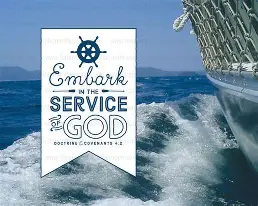 Embark
IN THE
SERVICE
OF GOD
DOCTRINE & COVENANTS 4:2